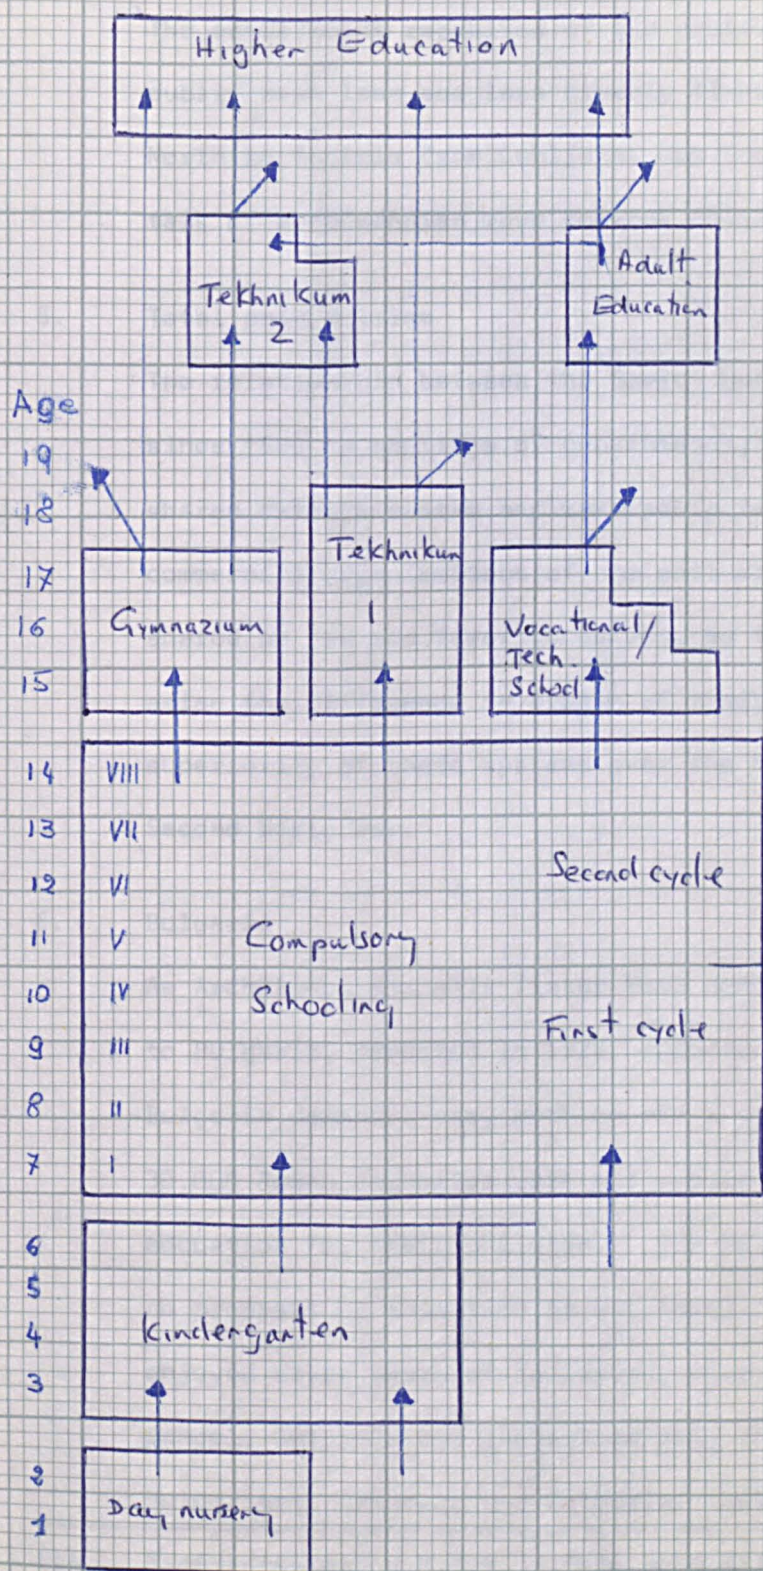 Higher Education
Tekhnikum
2
Adult
Education
Age
19
18
17
16
15
Gymnazium
Tekhnikum
1
Vocational/
Tech.
School
14 VIII
13 VII
12 VI
11 V
10 IV
9 III
8 II
7 I
Second cycle
Compulsory
Schooling
First cycle
6
5
4
3
Kindergarten
2
1
Day nursery